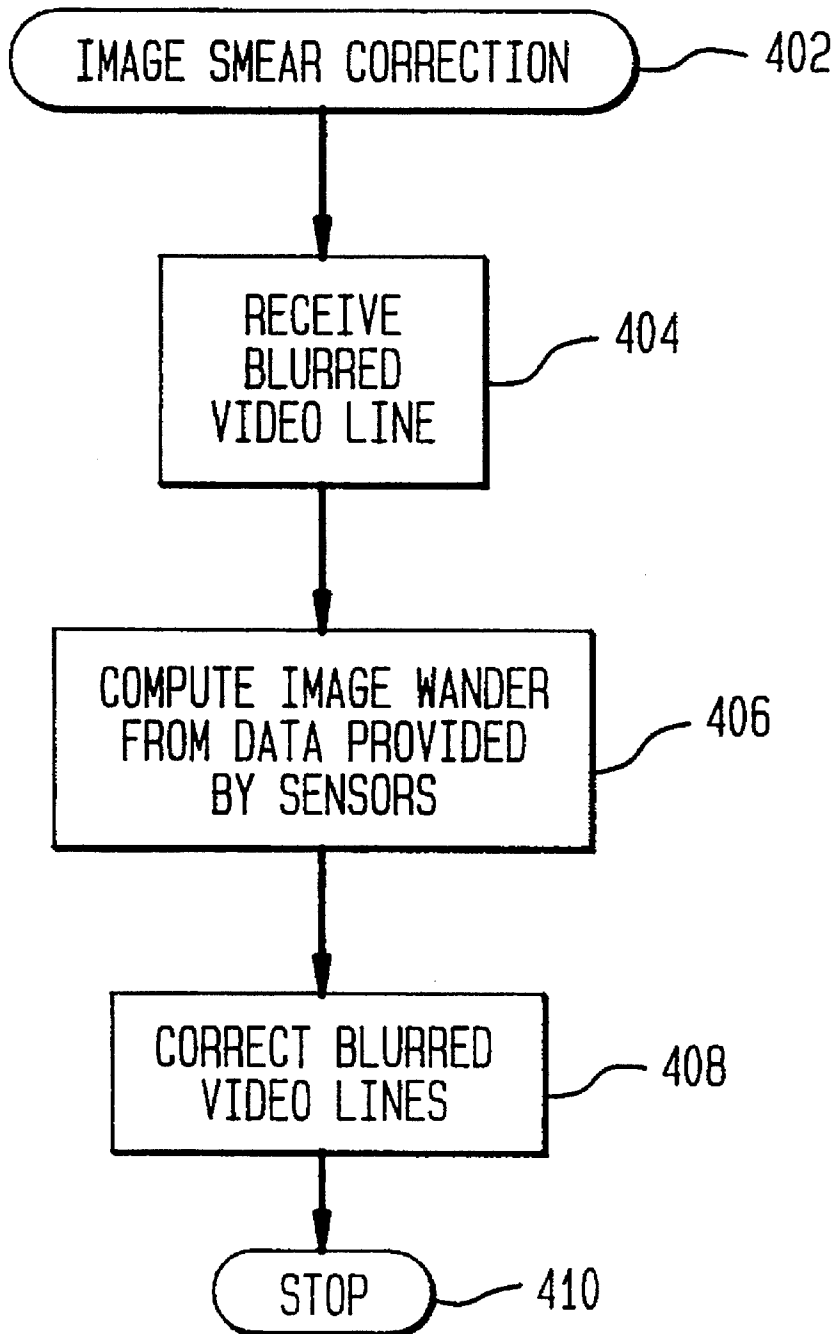 IMAGE SMEAR CORRECTION
402
RECEIVE
BLURRED
VIDEO LINE
404
COMPUTE IMAGE WANDER
FROM DATA PROVIDED
BY SENSORS
406
CORRECT BLURRED
VIDEO LINES
408
STOP
410